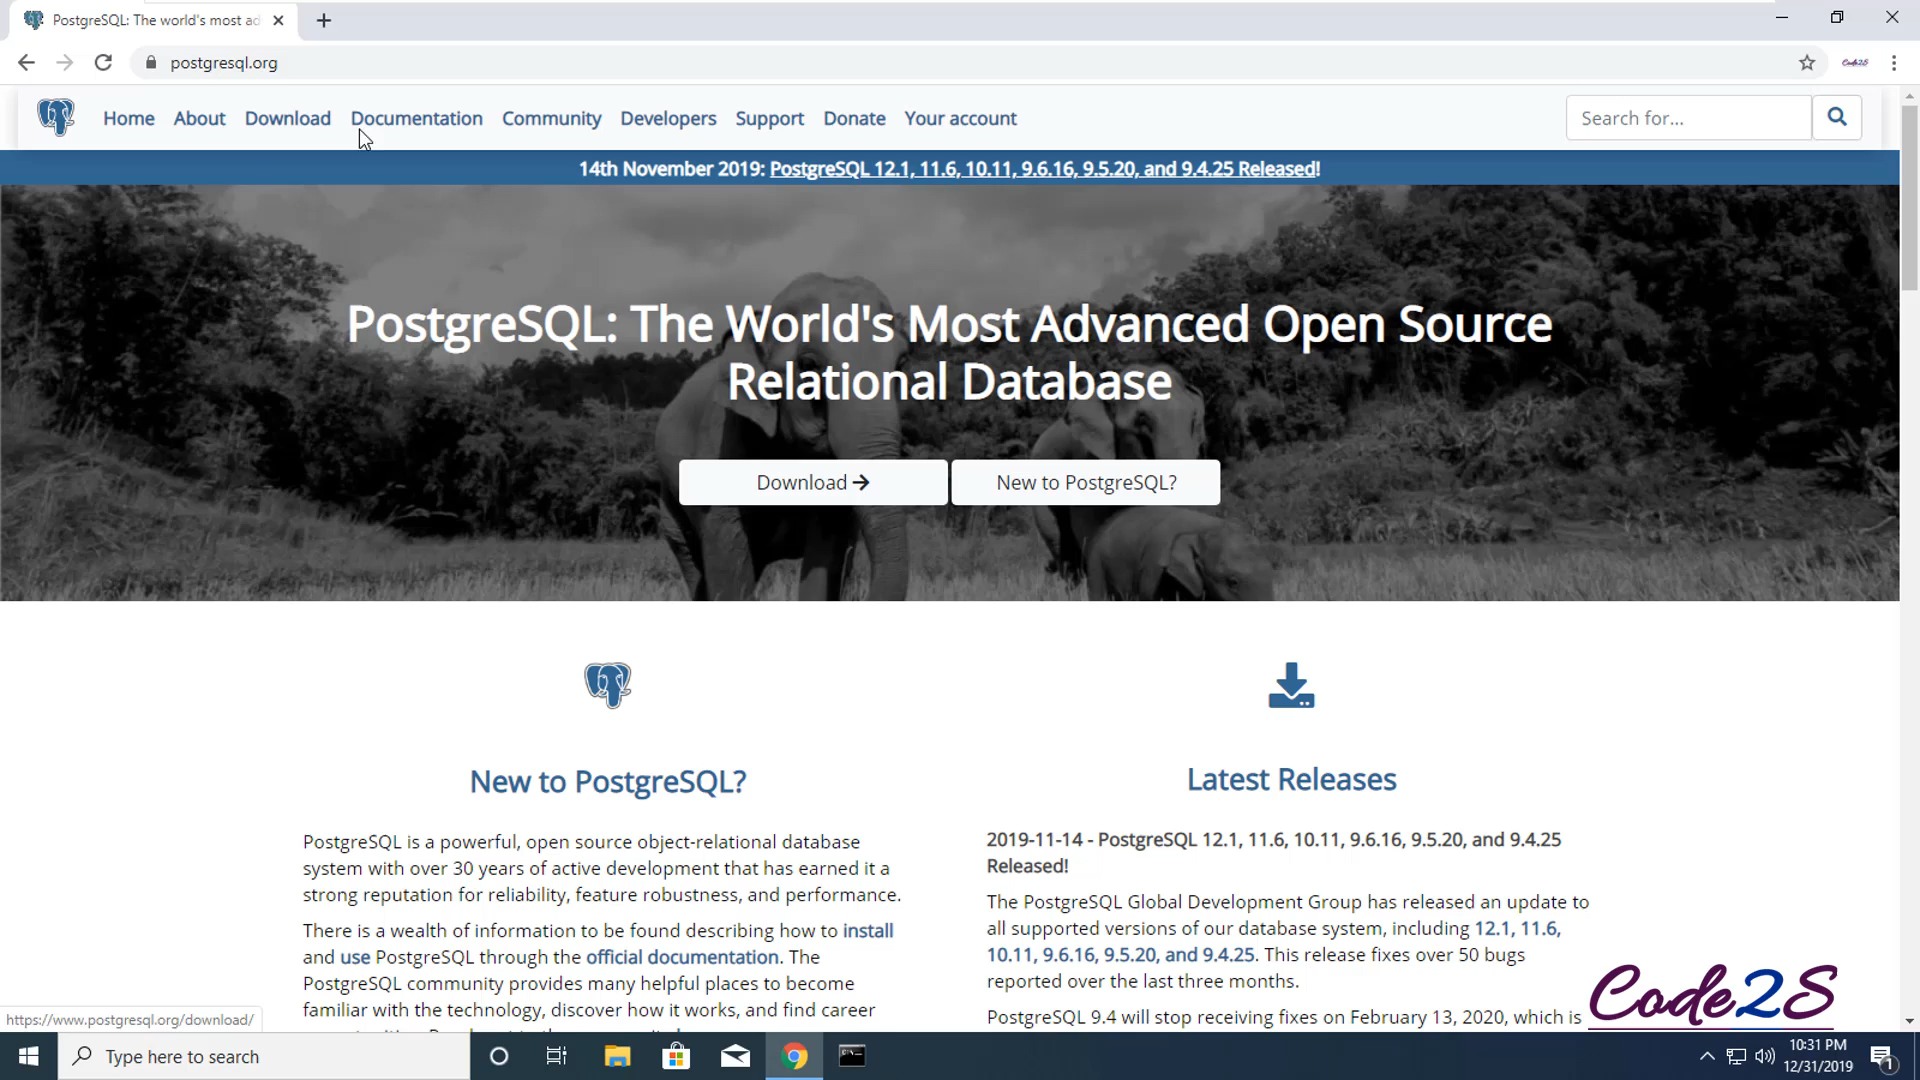 PostgreSQL: The world's most ad
postgresql.org
Code2S
Home About Download Documentation Community Developers Support Donate Your account
Search for...
14th November 2019: PostgreSQL 12.1, 11.6, 10.11, 9.6.16, 9.5.20, and 9.4.25 Released!
PostgreSQL: The World's Most Advanced Open Source
Relational Database
Download
New to PostgreSQL?
New to PostgreSQL?
PostgreSQL is a powerful, open source object-relational database
system with over 30 years of active development that has earned it a
strong reputation for reliability, feature robustness, and performance.
There is a wealth of information to be found describing how to install
and use PostgreSQL through the official documentation. The
PostgreSQL community provides many helpful places to become
familiar with the technology, discover how it works, and find career
Latest Releases
2019-11-14 - PostgreSQL 12.1, 11.6, 10.11, 9.6.16, 9.5.20, and 9.4.25
Released!
The PostgreSQL Global Development Group has released an update to
all supported versions of our database system, including 12.1, 11.6,
10.11, 9.6.16, 9.5.20, and 9.4.25. This release fixes over 50 bugs
reported over the last three months.
PostgreSQL 9.4 will stop receiving fixes on February 13, 2020, which is
Code2S
https://www.postgresql.org/download/
Type here to search
10:31 PM
12/31/2019
1